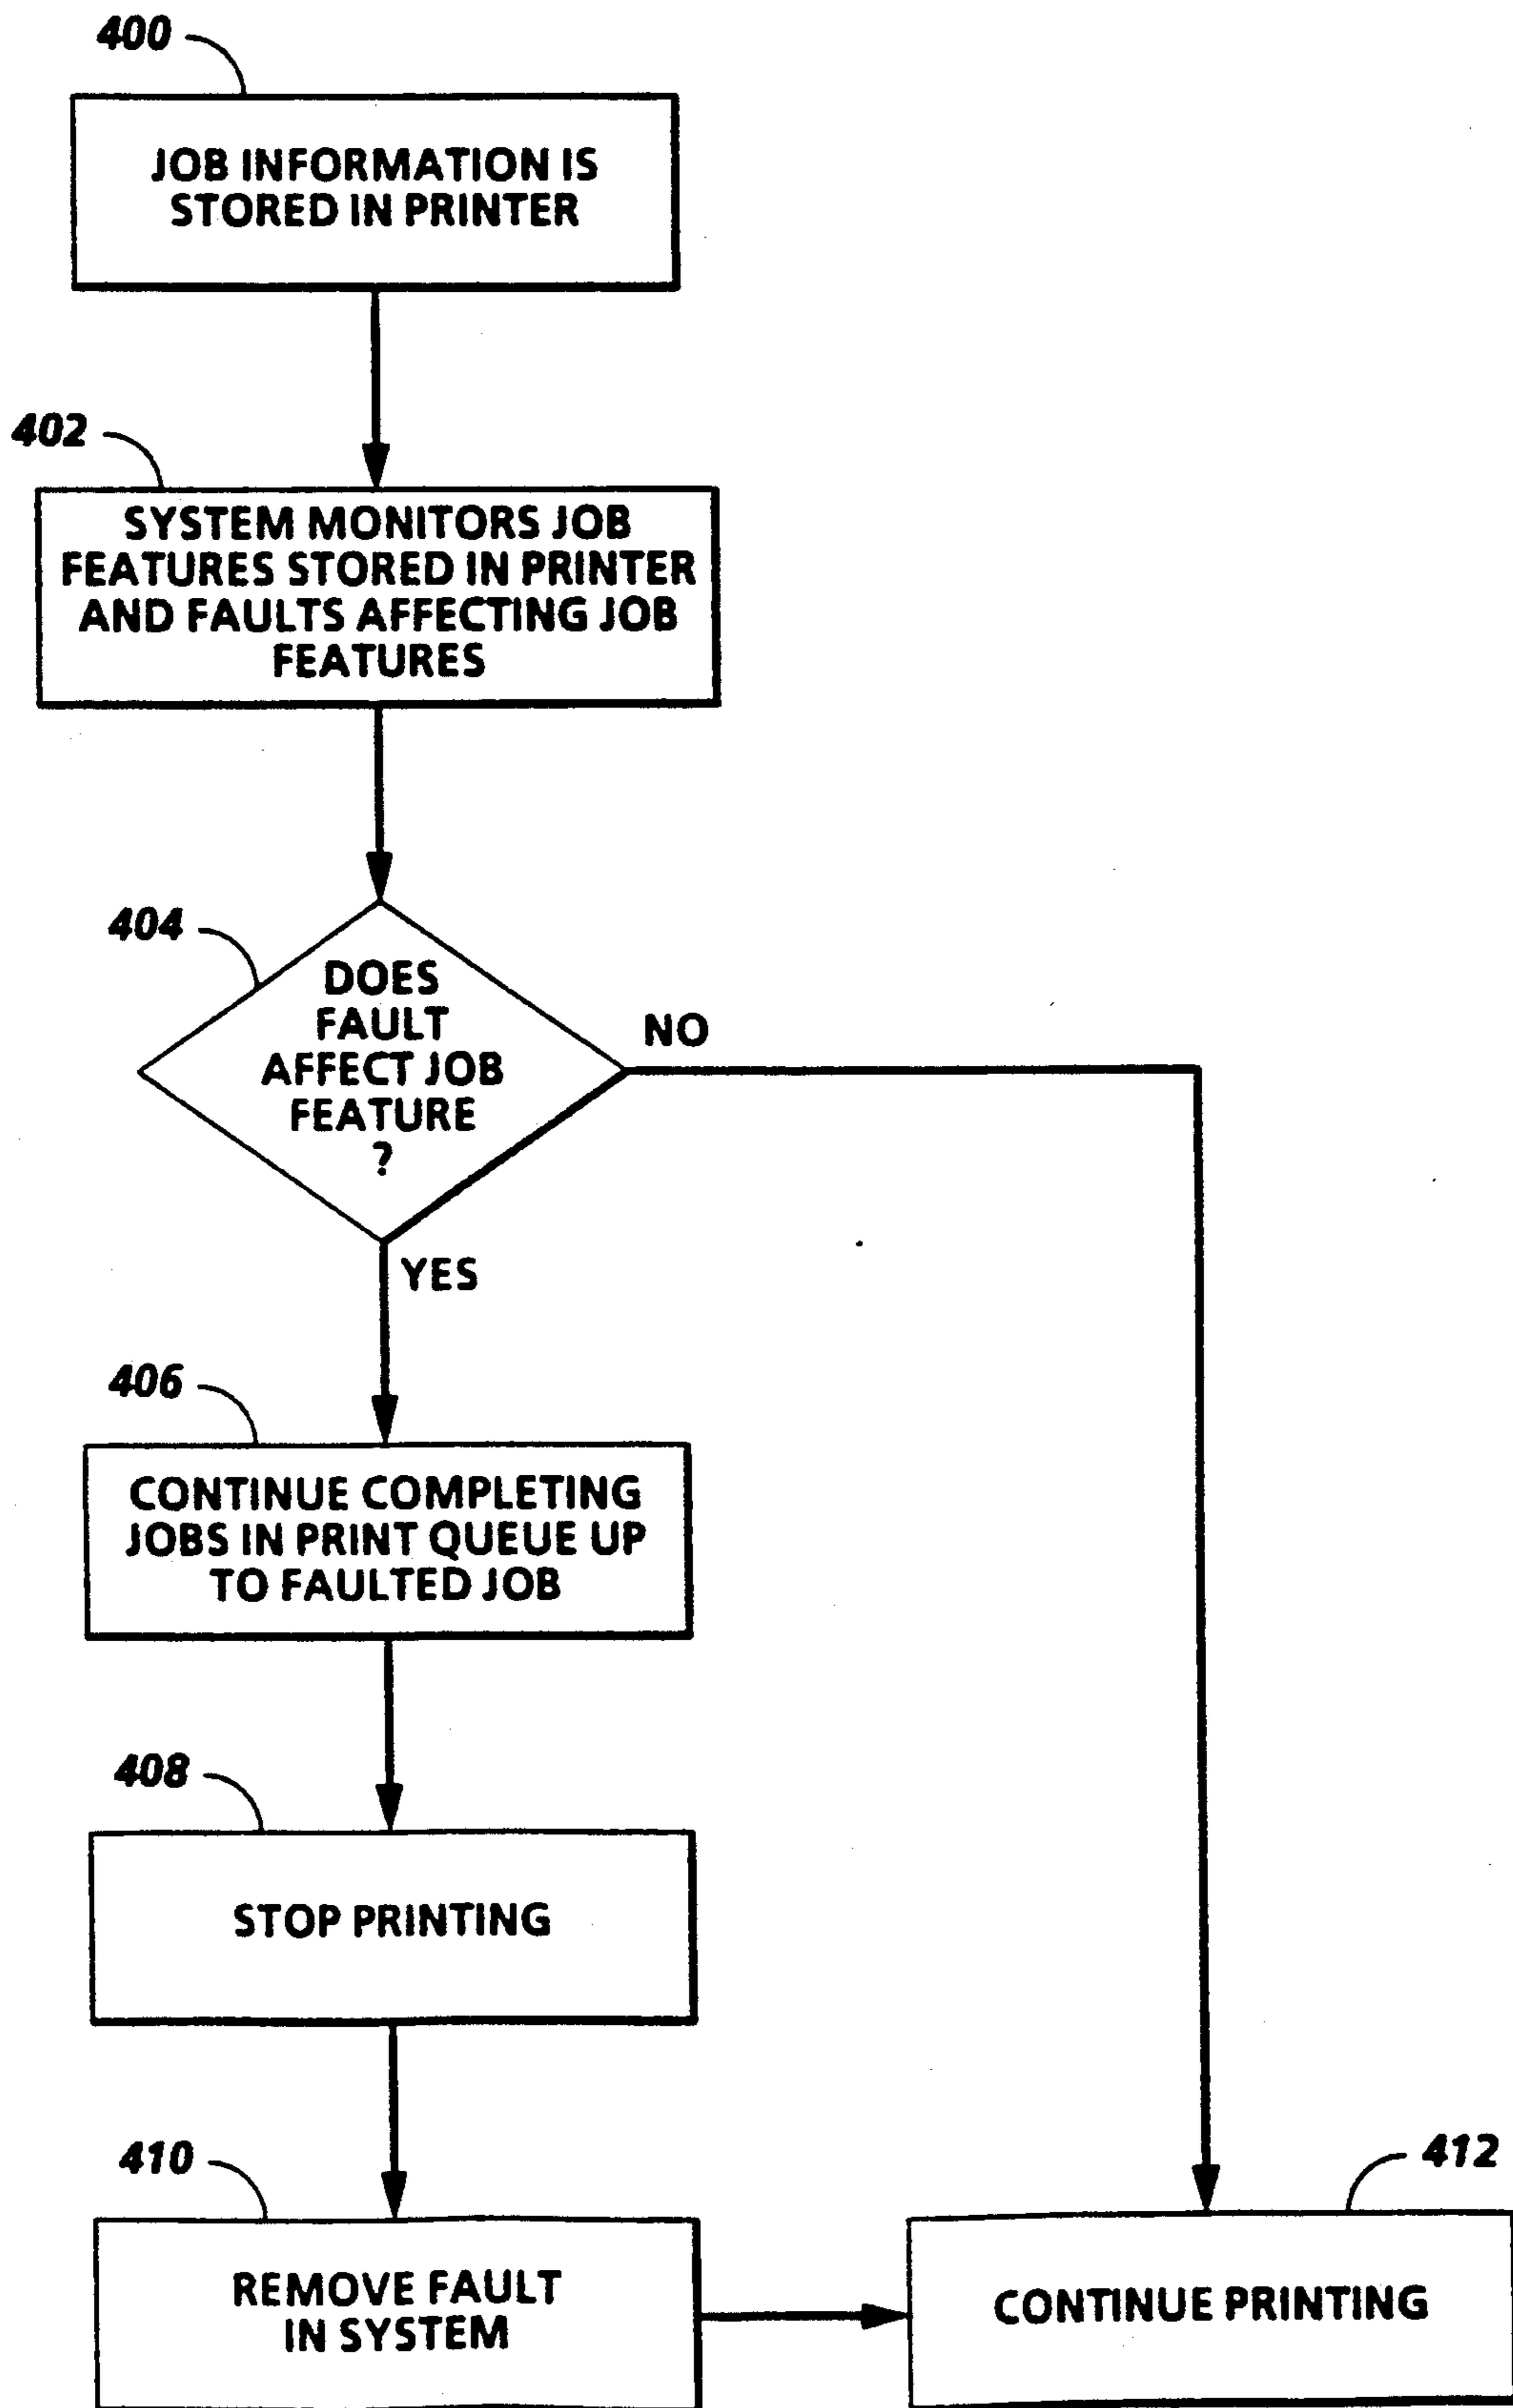 400
JOB INFORMATION IS
STORED IN PRINTER
402
SYSTEM MONITORS JOB
FEATURES STORED IN PRINTER
AND FAULTS AFFECTING JOB
FEATURES
404
DOES
FAULT
AFFECT JOB
FEATURE
?
NO
YES
406
CONTINUE COMPLETING
JOBS IN PRINT QUEUE UP
TO FAULTED JOB
408
STOP PRINTING
410
REMOVE FAULT
IN SYSTEM
412
CONTINUE PRINTING